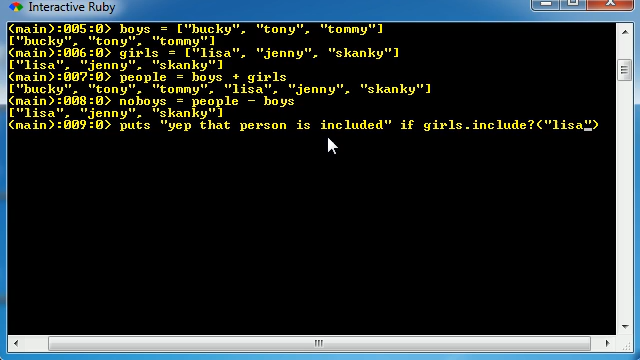 Interactive Ruby
(main):005:0> boys = ["bucky", "tony", "tommy"]
["bucky", "tony", "tommy"]
(main):006:0> girls = ["lisa", "jenny", "skanky"]
["lisa", "jenny", "skanky"]
(main):007:0> people = boys + girls
["bucky", "tony", "tommy", "lisa", "jenny", "skanky"]
(main):008:0> noboys = people - boys
["lisa", "jenny", "skanky"]
(main):009:0> puts "yep that person is included" if girls.include?("lisa")